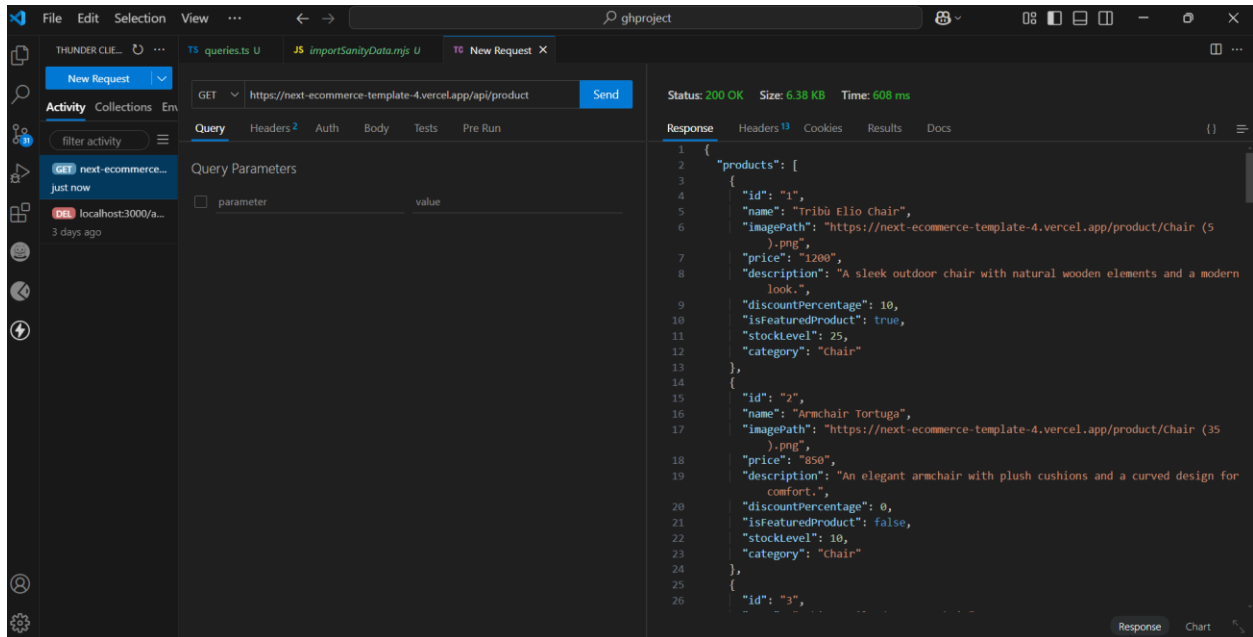 File Edit Selection View ··· ghproject
THUNDER CLIE... ···
New Request
Activity Collections Env
filter activity
GET next-ecommerce...
just now
DEL localhost:3000/a...
3 days ago
31
TS queries.ts U JS importSanityData.mjs U TC New Request
GET https://next-ecommerce-template-4.vercel.app/api/product Send
Query Headers 2 Auth Body Tests Pre Run
Query Parameters
parameter value
Status: 200 OK Size: 6.38 KB Time: 608 ms
Response Headers 13 Cookies Results Docs {}
1 {
2 "products": [
3 {
4 "id": "1",
5 "name": "Tribù Elio Chair",
6 "imagePath": "https://next-ecommerce-template-4.vercel.app/product/Chair (5
).png",
7 "price": "1200",
8 "description": "A sleek outdoor chair with natural wooden elements and a modern
look.",
9 "discountPercentage": 10,
10 "isFeaturedProduct": true,
11 "stockLevel": 25,
12 "category": "Chair"
13 },
14 {
15 "id": "2",
16 "name": "Armchair Tortuga",
17 "imagePath": "https://next-ecommerce-template-4.vercel.app/product/Chair (35
).png",
18 "price": "850",
19 "description": "An elegant armchair with plush cushions and a curved design for
comfort.",
20 "discountPercentage": 0,
21 "isFeaturedProduct": false,
22 "stockLevel": 10,
23 "category": "Chair"
24 },
25 {
26 "id": "3",
Response Chart